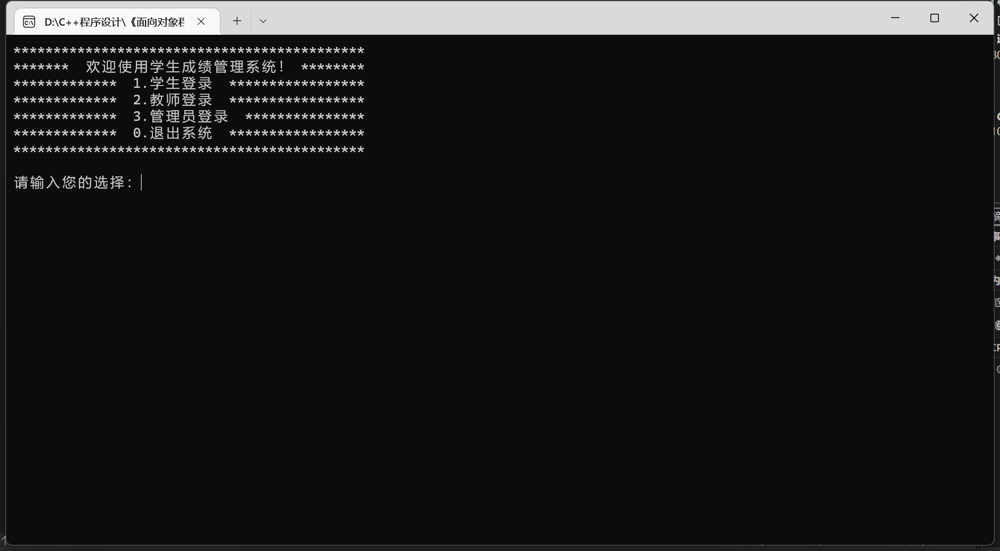 D:\C++程序设计\《面向对象程
********************************************
*******  欢迎使用学生成绩管理系统！ ********
*************  1.学生登录  *****************
*************  2.教师登录  *****************
*************  3.管理员登录  ***************
*************  0.退出系统  *****************
********************************************
请输入您的选择：